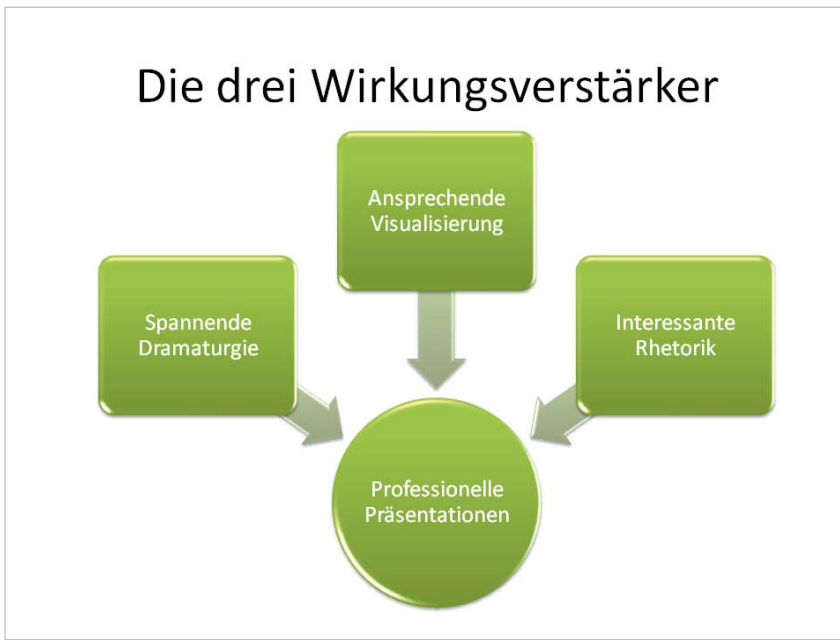 Die drei Wirkungsverstärker
Ansprechende
Visualisierung
Spannende
Dramaturgie
Interessante
Rhetorik
Professionelle
Präsentationen